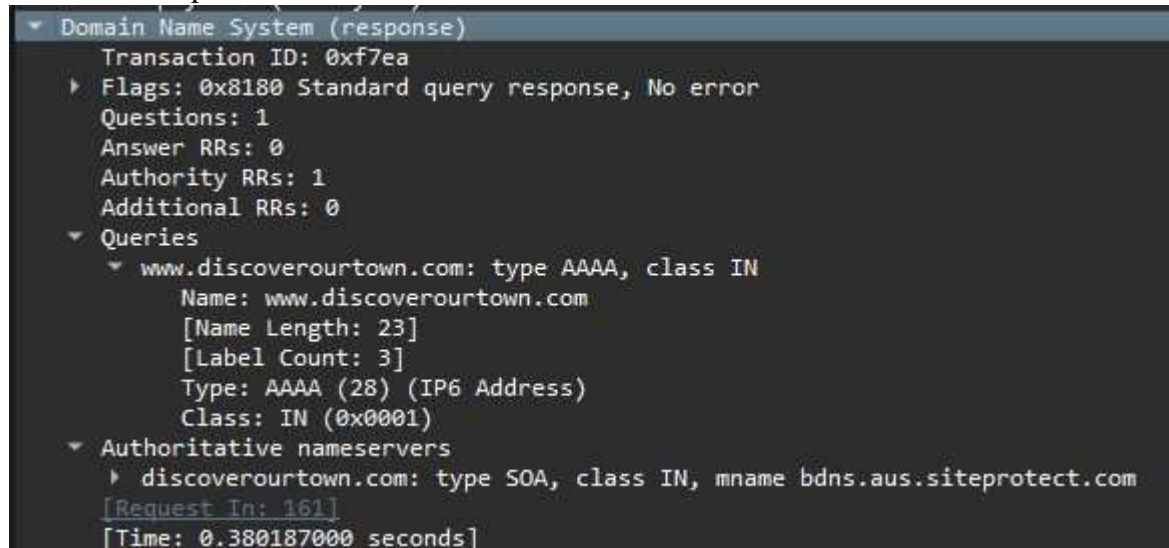 Domain Name System (response)
Transaction ID: 0xf7ea
Flags: 0x8180 Standard query response, No error
Questions: 1
Answer RRs: 0
Authority RRs: 1
Additional RRs: 0
Queries
www.discoverourtown.com: type AAAA, class IN
Name: www.discoverourtown.com
[Name Length: 23]
[Label Count: 3]
Type: AAAA (28) (IP6 Address)
Class: IN (0x0001)
Authoritative nameservers
discoverourtown.com: type SOA, class IN, mname bdns.aus.siteprotect.com
[Request In: 161]
[Time: 0.380187000 seconds]